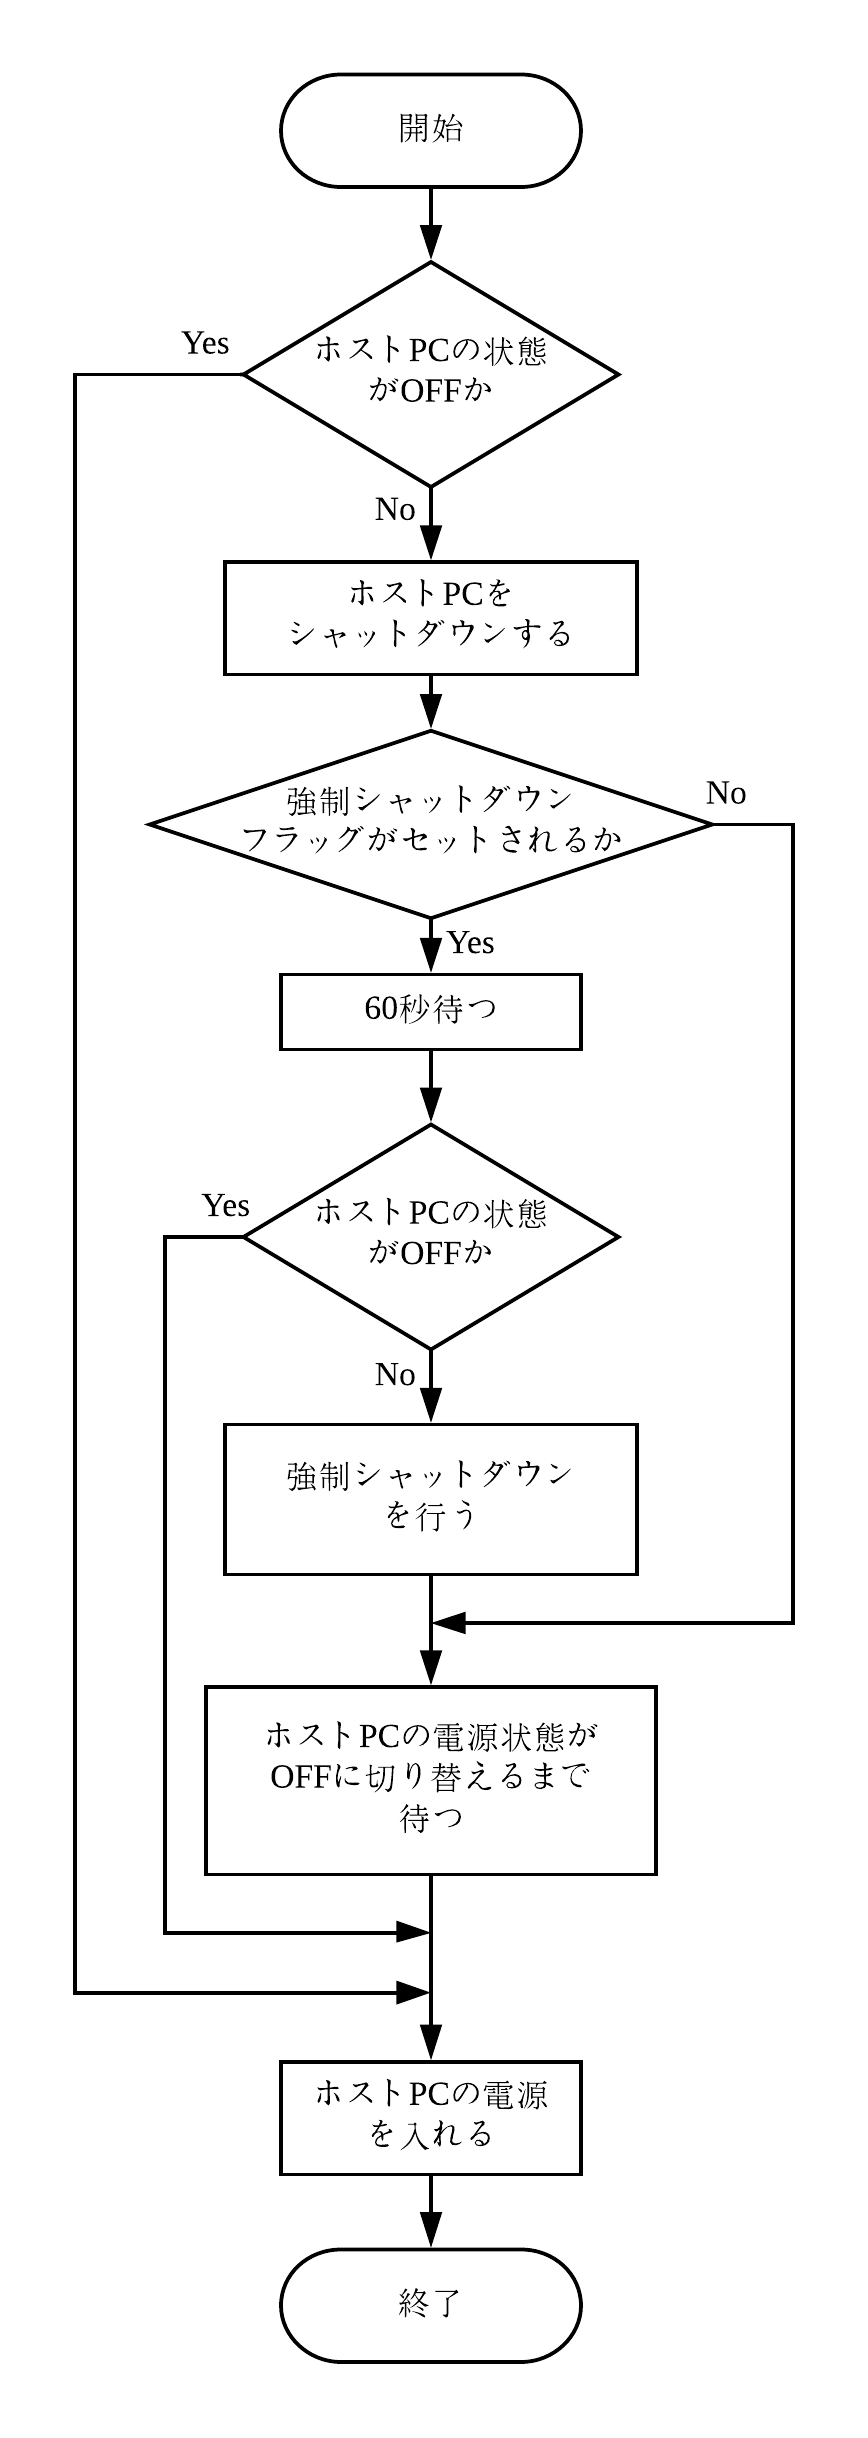 開始
Yes
ホストPCの状態
がOFFか
No
ホストPCを
シャットダウンする
No
強制シャットダウン
フラッグがセットされるか
Yes
60秒待つ
Yes
ホストPCの状態
がOFFか
No
強制シャットダウン
を行う
ホストPCの電源状態が
OFFに切り替えるまで
待つ
ホストPCの電源
を入れる
終了